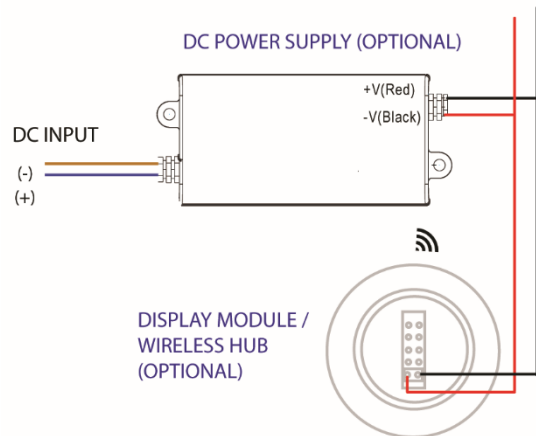 DC POWER SUPPLY (OPTIONAL)
+V(Red)
-V(Black)
DC INPUT
(-)
(+)
DISPLAY MODULE /
WIRELESS HUB
(OPTIONAL)